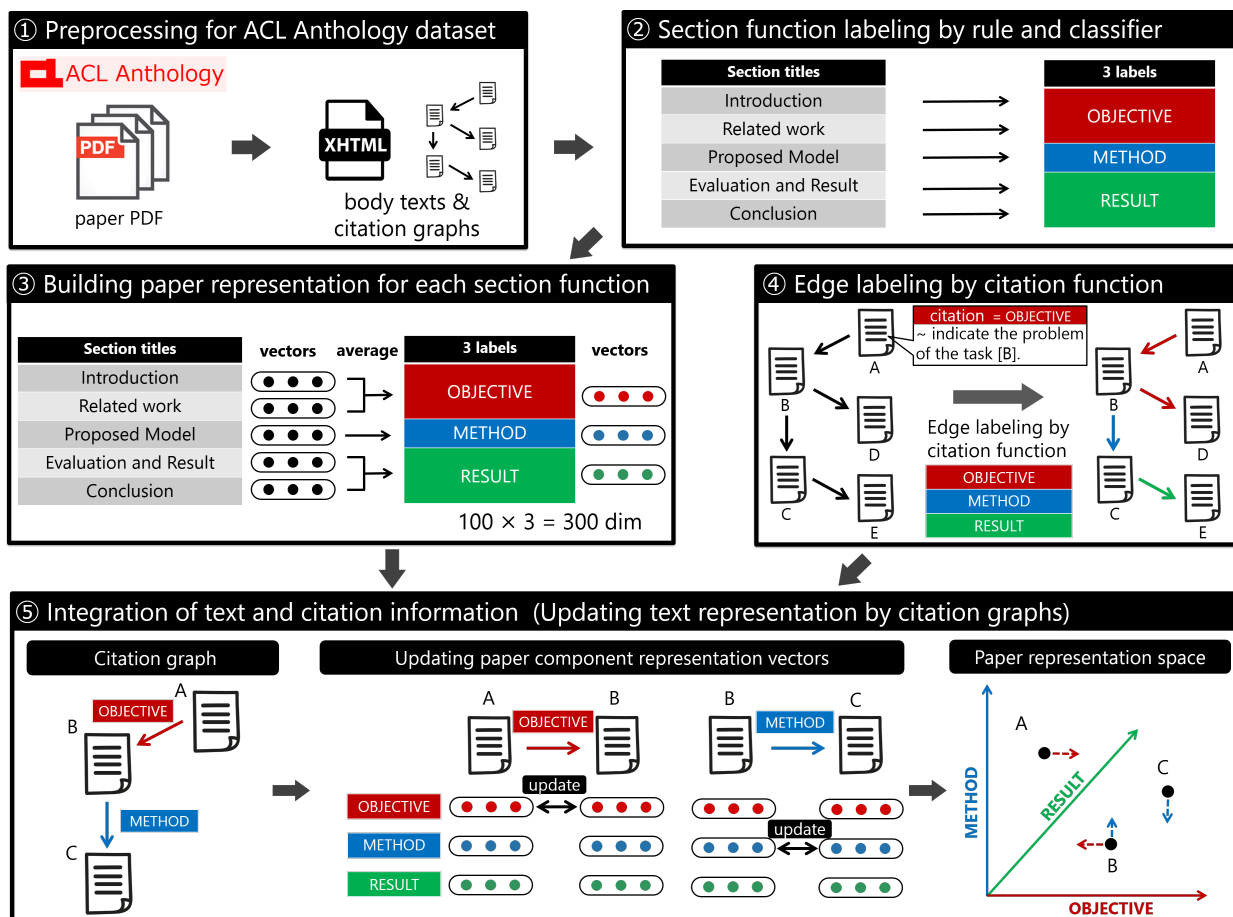 ① Preprocessing for ACL Anthology dataset
ACL Anthology
PDF
paper PDF
XHTML
body texts &
citation graphs
② Section function labeling by rule and classifier
Section titles
3 labels
Introduction
Related work
Proposed Model
Evaluation and Result
Conclusion
OBJECTIVE
METHOD
RESULT
③ Building paper representation for each section function
Section titles
vectors
average
3 labels
vectors
Introduction
Related work
Proposed Model
Evaluation and Result
Conclusion
OBJECTIVE
METHOD
RESULT
100 × 3 = 300 dim
④ Edge labeling by citation function
citation = OBJECTIVE
~ indicate the problem
of the task [B].
A
B
D
C
E
Edge labeling by
citation function
OBJECTIVE
METHOD
RESULT
A
B
D
C
E
⑤ Integration of text and citation information (Updating text representation by citation graphs)
Citation graph
A
OBJECTIVE
B
METHOD
C
Updating paper component representation vectors
A
OBJECTIVE
B
B
METHOD
C
update
OBJECTIVE
METHOD
update
RESULT
Paper representation space
METHOD
A
RESULT
C
B
OBJECTIVE